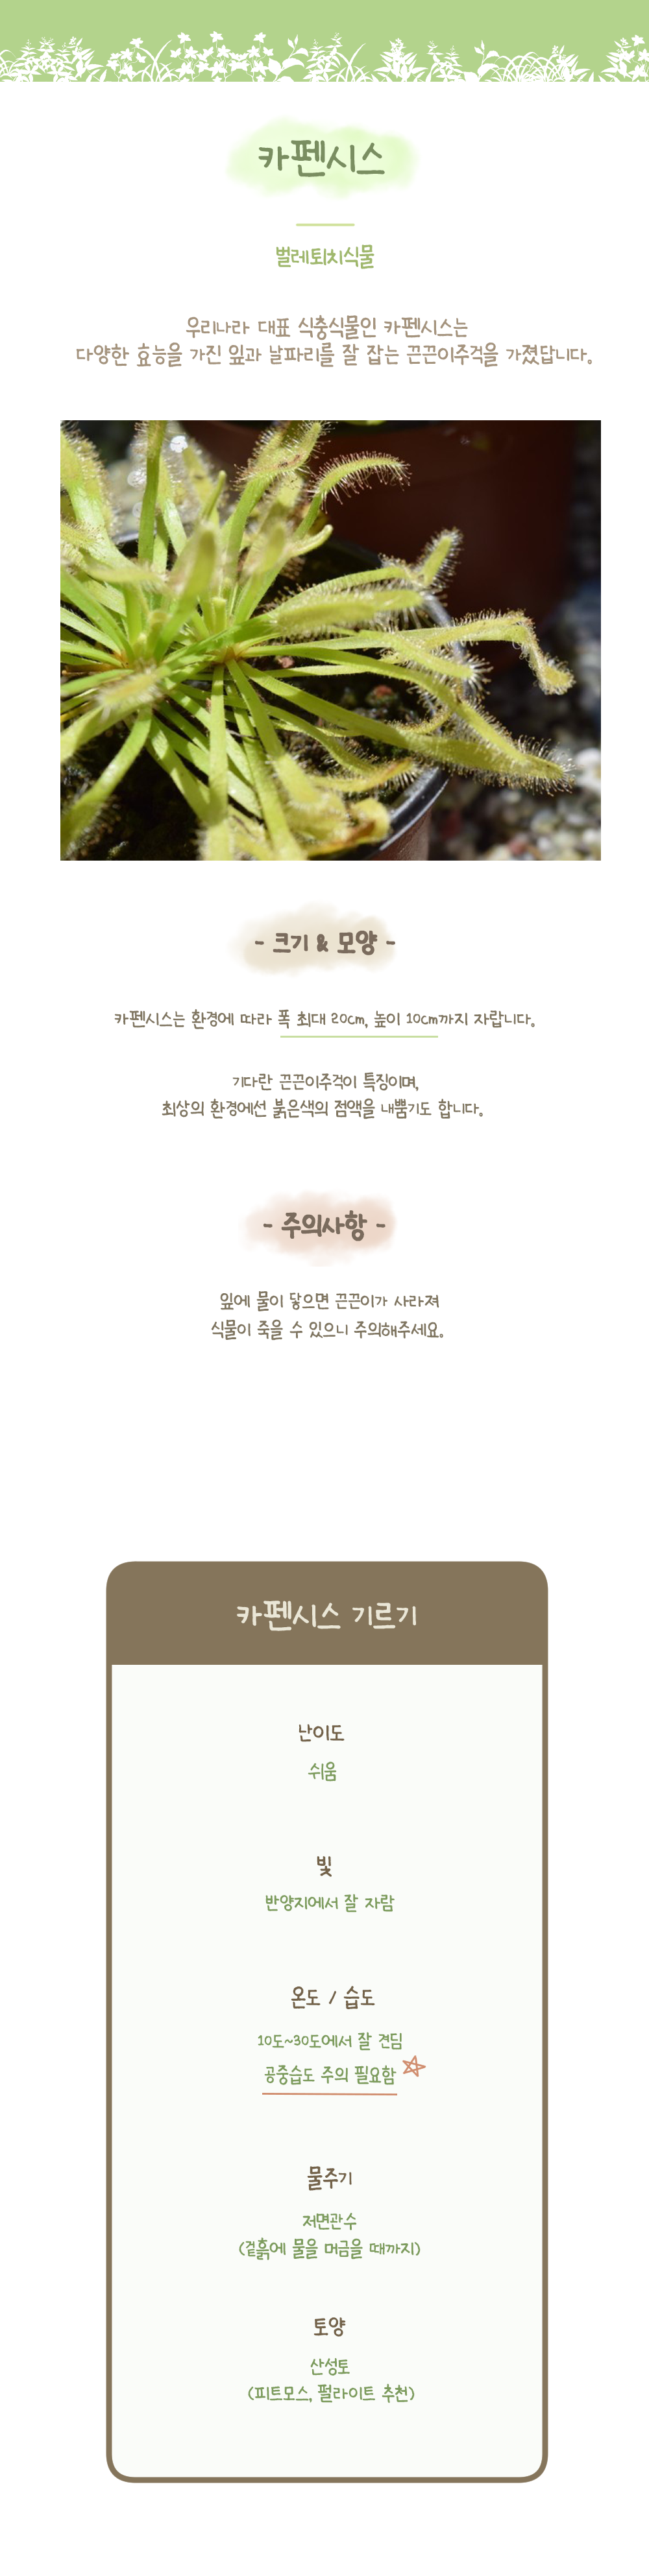 카펜시스
벌레퇴치식물
우리나라 대표 식충식물인 카펜시스는
다양한 효능을 가진 잎과 날파리를 잘 잡는 끈끈이주걱을 가졌답니다.
- 크기 & 모양 -
카펜시스는 환경에 따라 폭 최대 20cm, 높이 10cm까지 자랍니다.
기다란 끈끈이주걱이 특징이며,
최상의 환경에선 붉은색의 점액을 내뿜기도 합니다.
- 주의사항 -
잎에 물이 닿으면 끈끈이가 사라져
식물이 죽을 수 있으니 주의해주세요.
카펜시스 기르기
난이도
쉬움
빛
반양지에서 잘 자람
온도 / 습도
10도~30도에서 잘 견딤
공중습도 주의 필요함
물주기
저면관수
(겉흙에 물을 머금을 때까지)
토양
산성토
(피트모스, 펄라이트 추천)